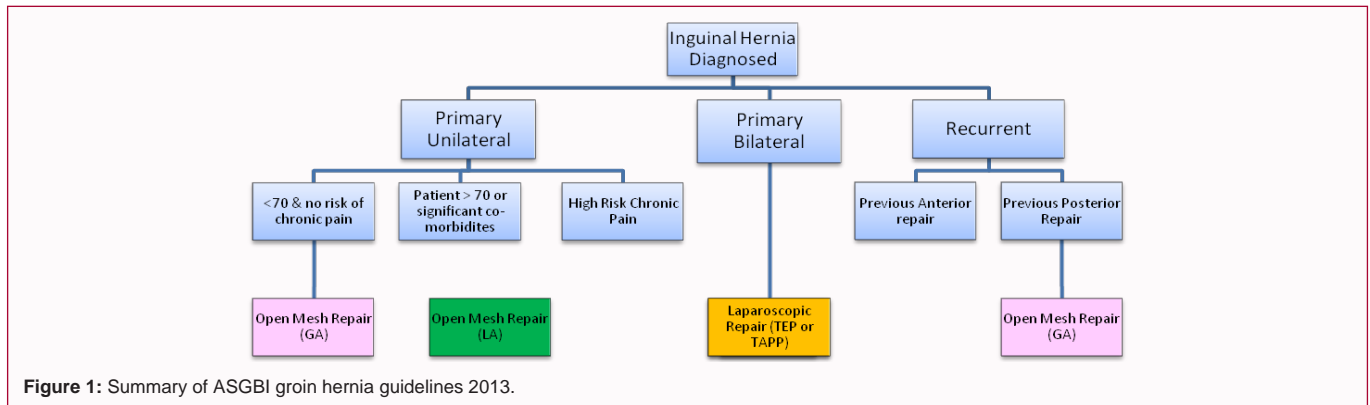 Inguinal Hernia
Diagnosed
Primary
Unilateral
Primary
Bilateral
Recurrent
<70 & no risk of
chronic pain
Patient > 70 or
significant co-
morbidites
High Risk Chronic
Pain
Previous Anterior
repair
Previous Posterior
Repair
Open Mesh Repair
(GA)
Open Mesh Repair
(LA)
Laparoscopic
Repair (TEP or
TAPP)
Open Mesh Repair
(GA)
Figure 1: Summary of ASGBI groin hernia guidelines 2013.